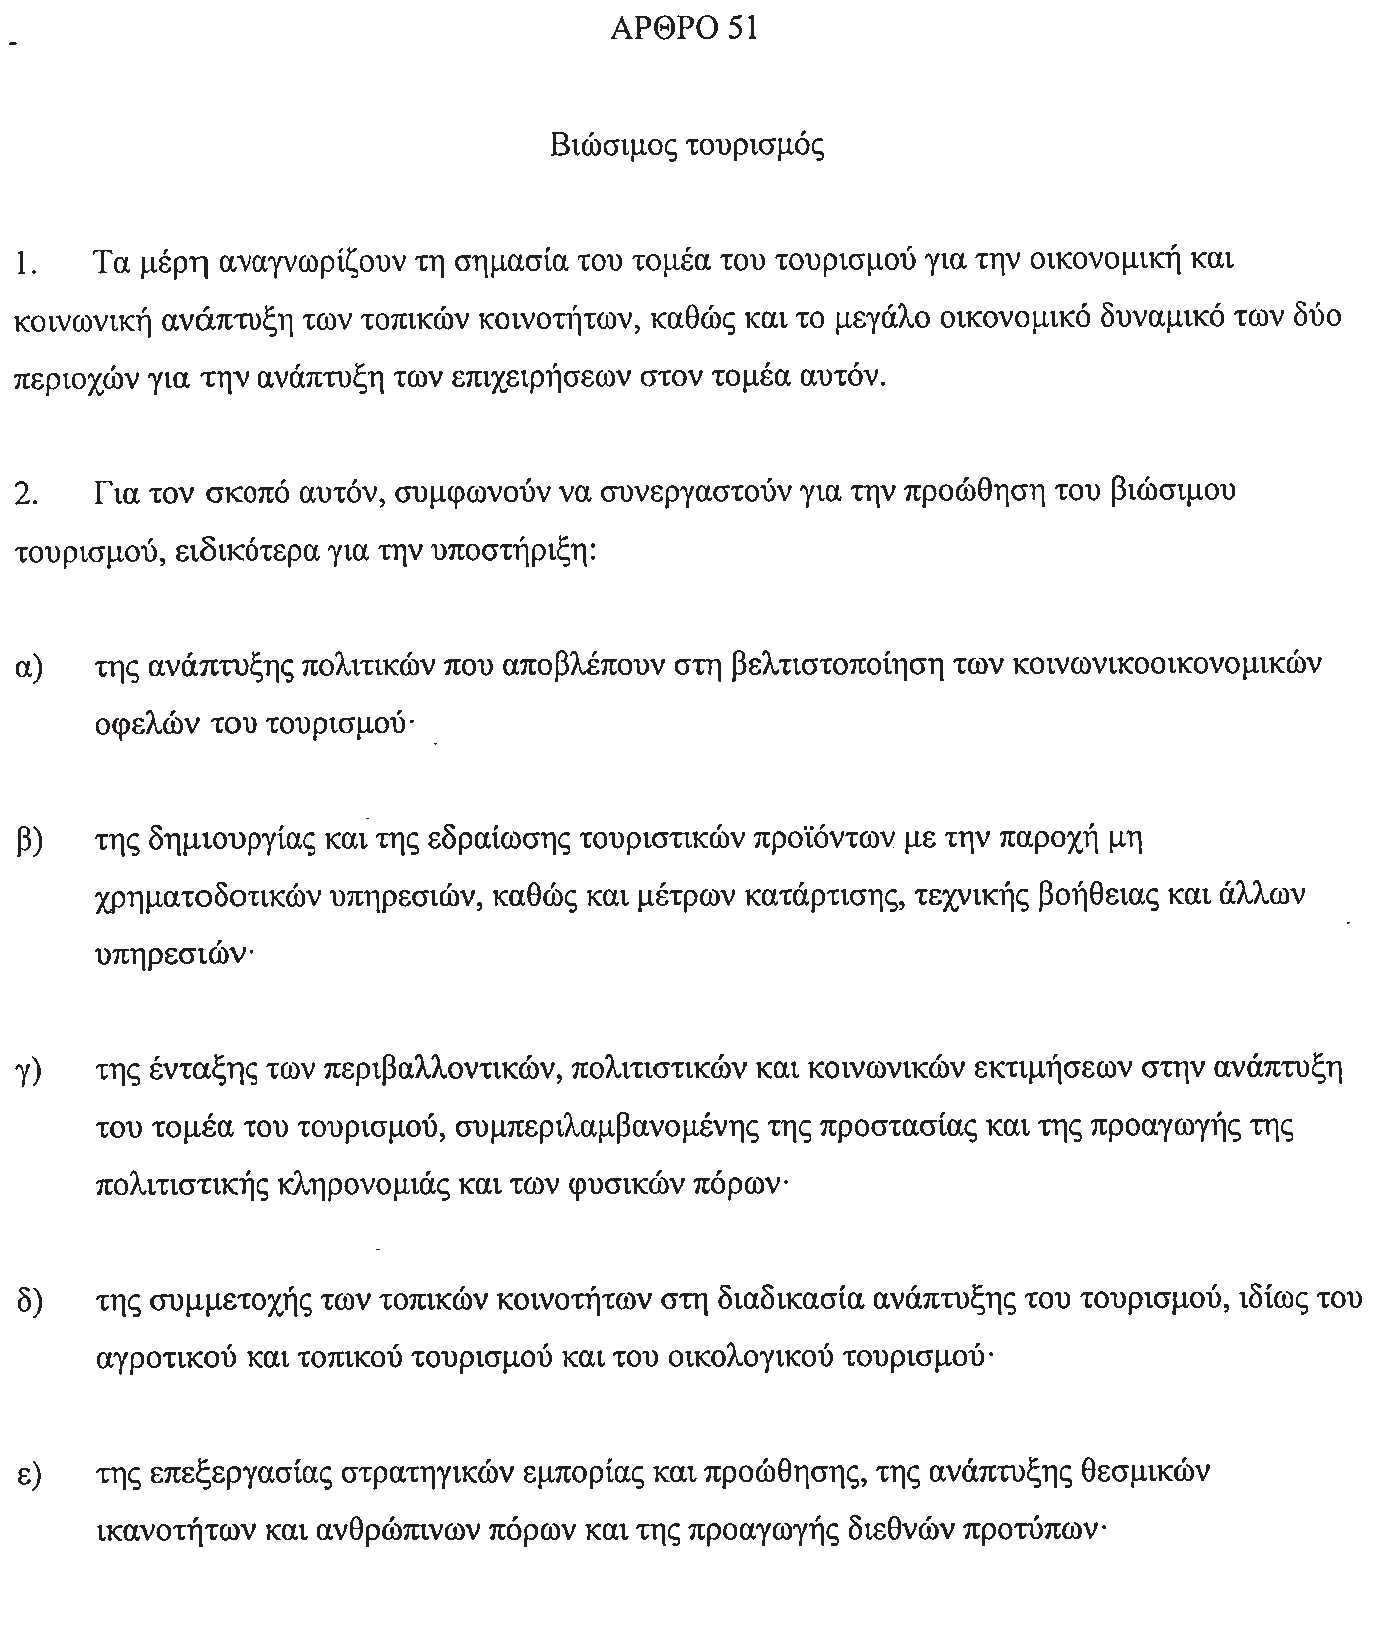 ΑΡΘΡΟ 51
Βιώσιμος τουρισμός
1. Τα μέρη αναγνωρίζουν τη σημασία του τομέα του τουρισμού για την οικονομική και
κοινωνική ανάπτυξη των τοπικών κοινοτήτων, καθώς και το μεγάλο οικονομικό δυναμικό των δύο
περιοχών για την ανάπτυξη των επιχειρήσεων στον τομέα αυτόν.
2. Για τον σκοπό αυτόν, συμφωνούν να συνεργαστούν για την προώθηση του βιώσιμου
τουρισμού, ειδικότερα για την υποστήριξη:
α) της ανάπτυξης πολιτικών που αποβλέπουν στη βελτιστοποίηση των κοινωνικοοικονομικών
οφελών του τουρισμού·
β) της δημιουργίας και της εδραίωσης τουριστικών προϊόντων με την παροχή μη
χρηματοδοτικών υπηρεσιών, καθώς και μέτρων κατάρτισης, τεχνικής βοήθειας και άλλων
υπηρεσιών·
γ) της ένταξης των περιβαλλοντικών, πολιτιστικών και κοινωνικών εκτιμήσεων στην ανάπτυξη
του τομέα του τουρισμού, συμπεριλαμβανομένης της προστασίας και της προαγωγής της
πολιτιστικής κληρονομιάς και των φυσικών πόρων·
δ) της συμμετοχής των τοπικών κοινοτήτων στη διαδικασία ανάπτυξης του τουρισμού, ιδίως του
αγροτικού και τοπικού τουρισμού και του οικολογικού τουρισμού·
ε) της επεξεργασίας στρατηγικών εμπορίας και προώθησης, της ανάπτυξης θεσμικών
ικανοτήτων και ανθρώπινων πόρων και της προαγωγής διεθνών προτύπων·